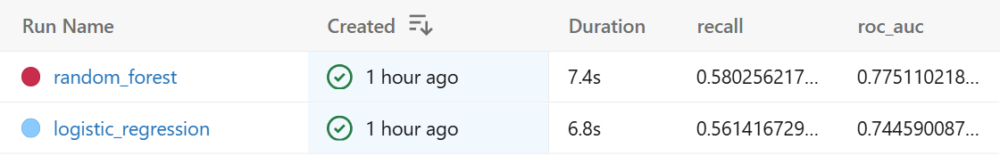 Run Name Created Duration recall roc_auc
random_forest 1 hour ago 7.4s 0.580256217... 0.775110218...
logistic_regression 1 hour ago 6.8s 0.561416729... 0.744590087...